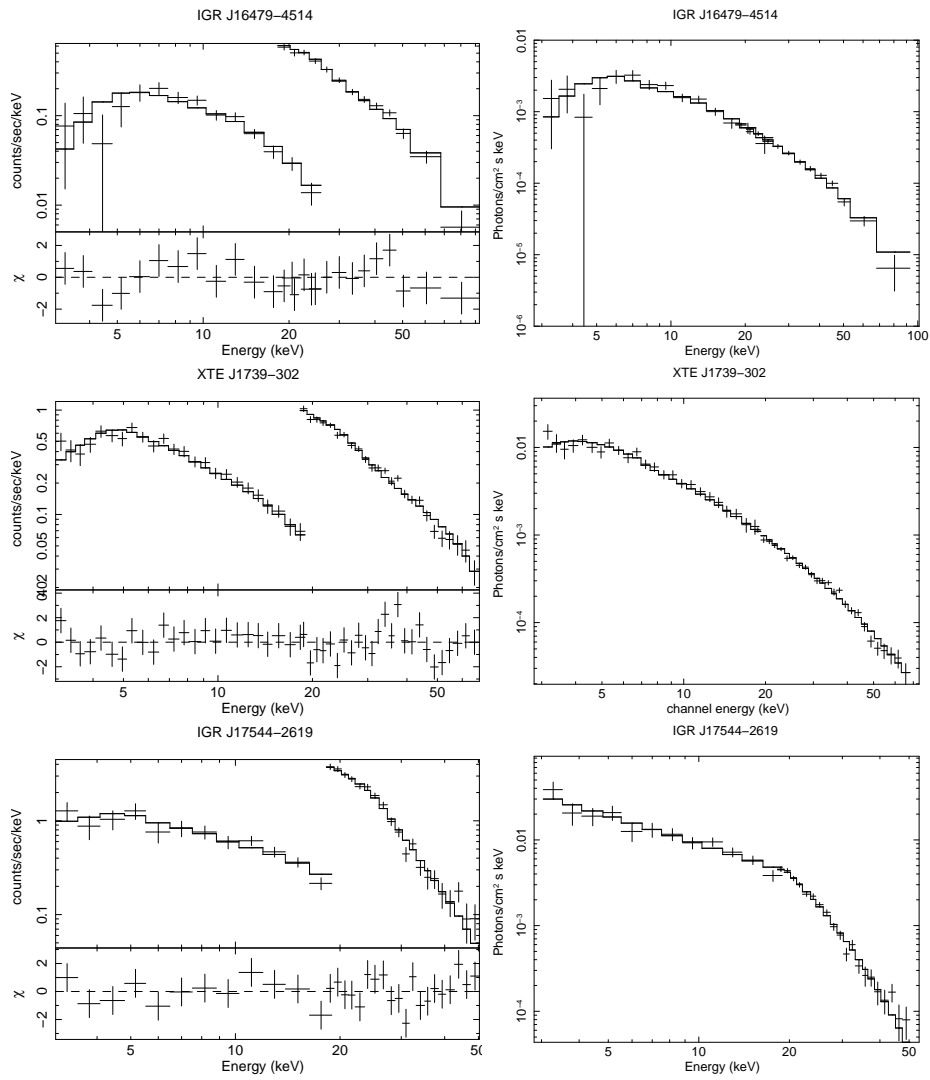 IGR J16479−4514
counts/sec/keV
0.1
0.01
χ
2
0
−2
5
10
20
50
Energy (keV)
IGR J16479−4514
Photons/cm² s keV
0.01
10⁻³
10⁻⁴
10⁻⁵
10⁻⁶
5
10
20
50
100
Energy (keV)
XTE J1739−302
counts/sec/keV
1
0.5
0.2
0.1
0.05
0.02
χ
4
2
0
−2
5
10
20
50
Energy (keV)
XTE J1739−302
Photons/cm² s keV
0.01
10⁻³
10⁻⁴
5
10
20
50
channel energy (keV)
IGR J17544−2619
counts/sec/keV
1
0.1
χ
2
0
−2
5
10
20
50
Energy (keV)
IGR J17544−2619
Photons/cm² s keV
0.01
10⁻³
10⁻⁴
5
10
20
50
Energy (keV)